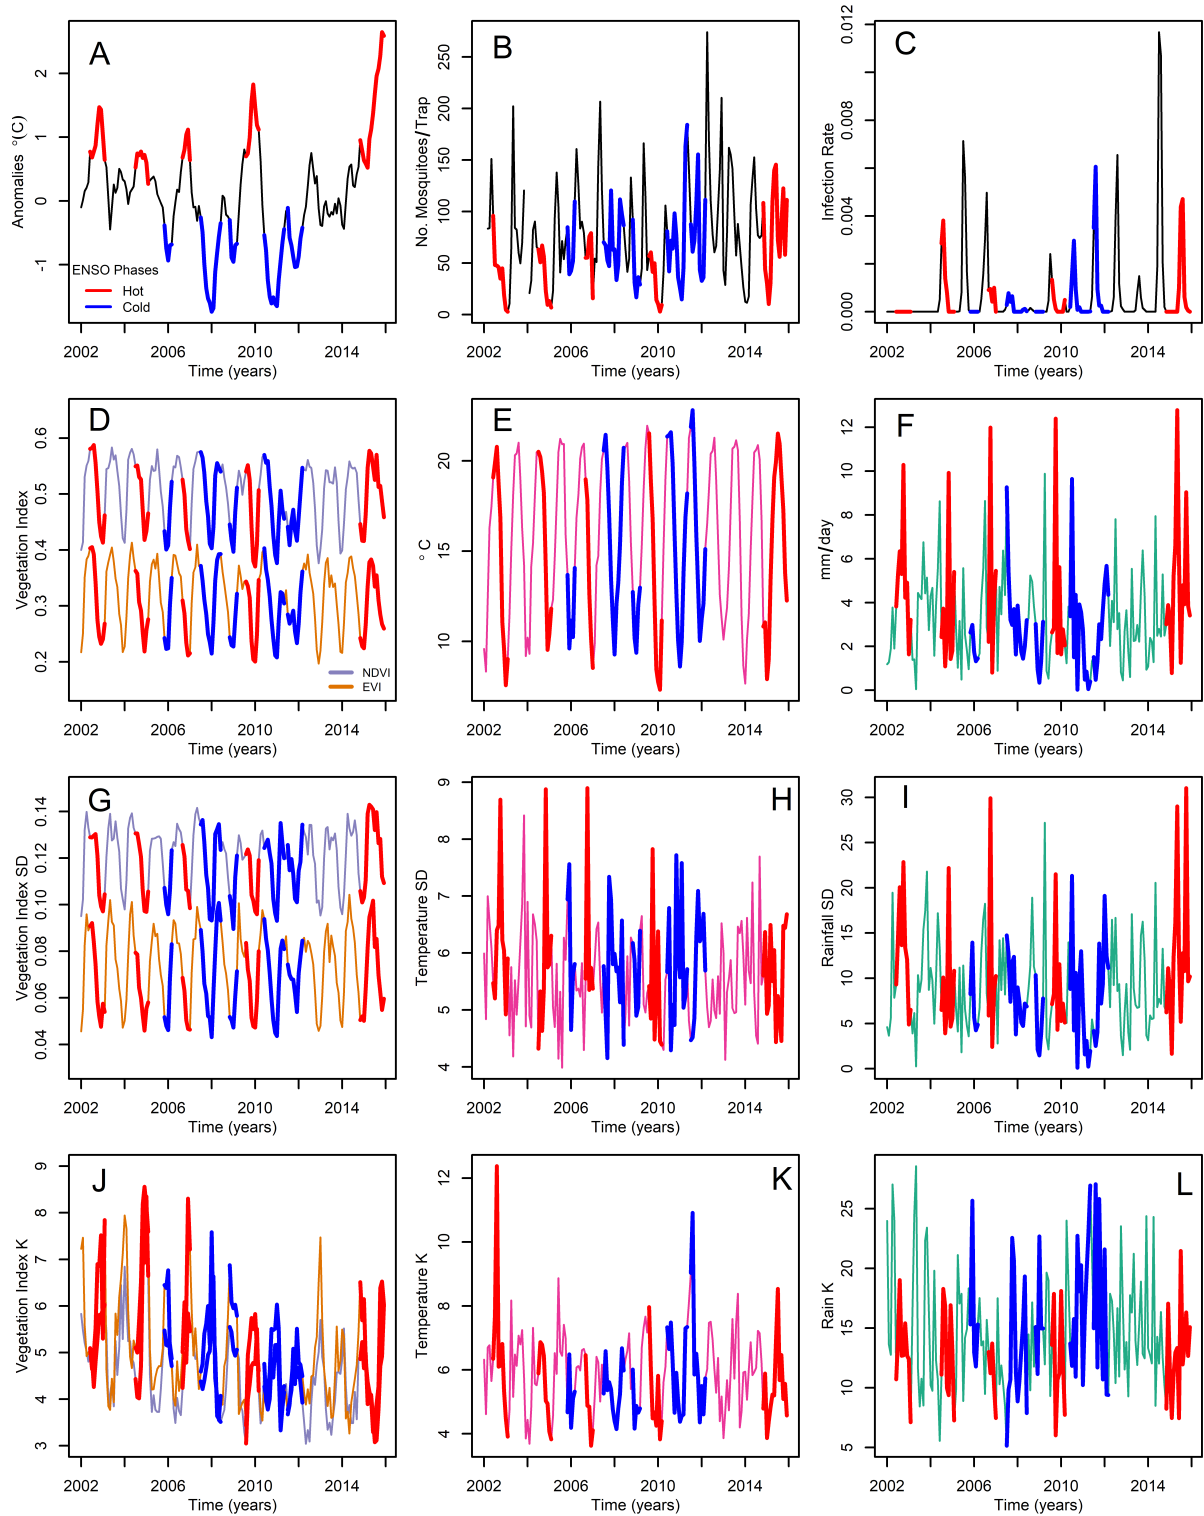 A
Anomalies °(C)
2
1
0
-1
ENSO Phases
Hot
Cold
2002
2006
2010
2014
Time (years)
B
No. Mosquitoes/Trap
250
200
150
100
50
0
2002
2006
2010
2014
Time (years)
C
Infection Rate
0.012
0.008
0.004
0.000
2002
2006
2010
2014
Time (years)
D
Vegetation Index
0.6
0.5
0.4
0.3
0.2
NDVI
EVI
2002
2006
2010
2014
Time (years)
E
° C
20
15
10
2002
2006
2010
2014
Time (years)
F
mm/day
12
10
8
6
4
2
0
2002
2006
2010
2014
Time (years)
G
Vegetation Index SD
0.14
0.12
0.10
0.08
0.06
0.04
2002
2006
2010
2014
Time (years)
H
Temperature SD
9
8
7
6
5
4
2002
2006
2010
2014
Time (years)
I
Rainfall SD
30
25
20
15
10
5
0
2002
2006
2010
2014
Time (years)
J
Vegetation Index K
9
8
7
6
5
4
3
2002
2006
2010
2014
Time (years)
K
Temperature K
12
10
8
6
4
2002
2006
2010
2014
Time (years)
L
Rain K
25
20
15
10
5
2002
2006
2010
2014
Time (years)